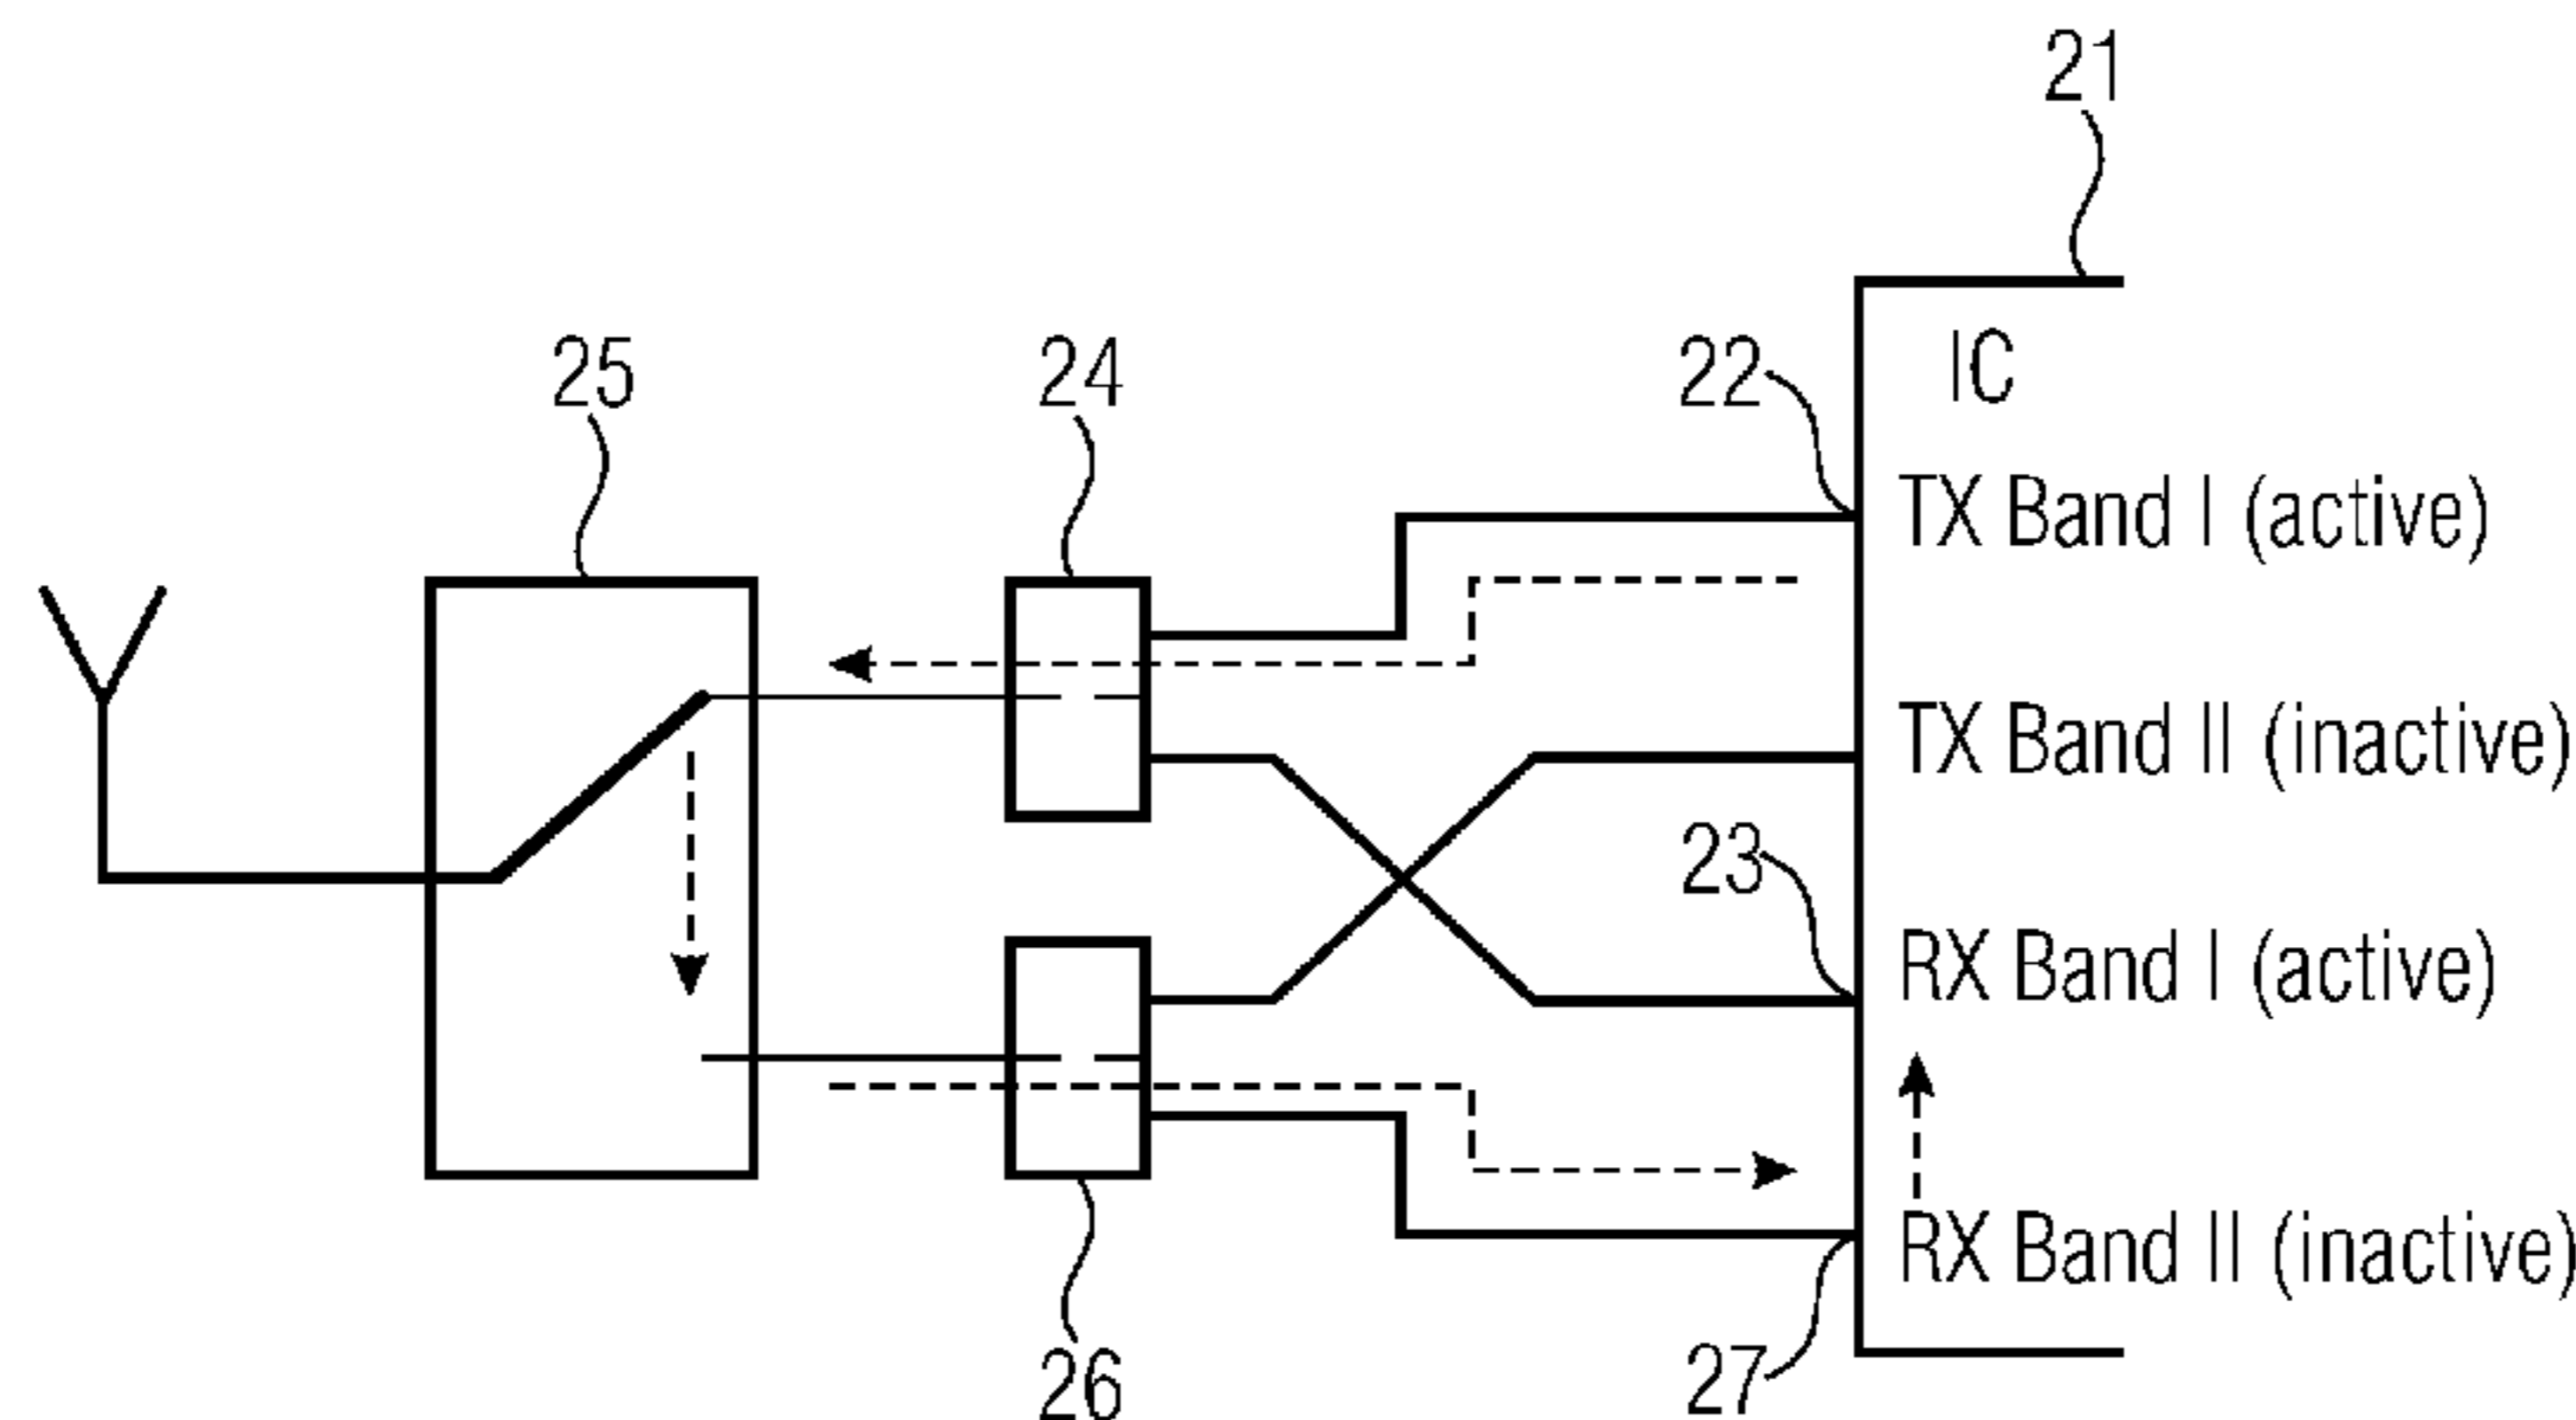 21
IC
25
24
22
TX Band I (active)
TX Band II (inactive)
23
RX Band I (active)
RX Band II (inactive)
26
27